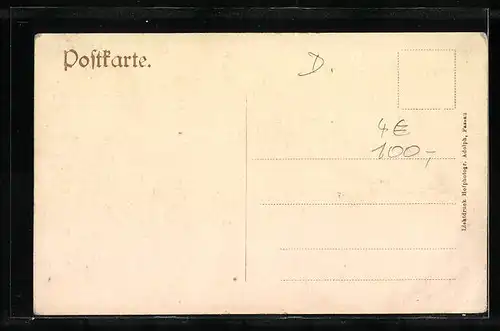 Postkarte.
D.
4€
100,-
Lichtdruck Hofphotogr. Adolph, Passau